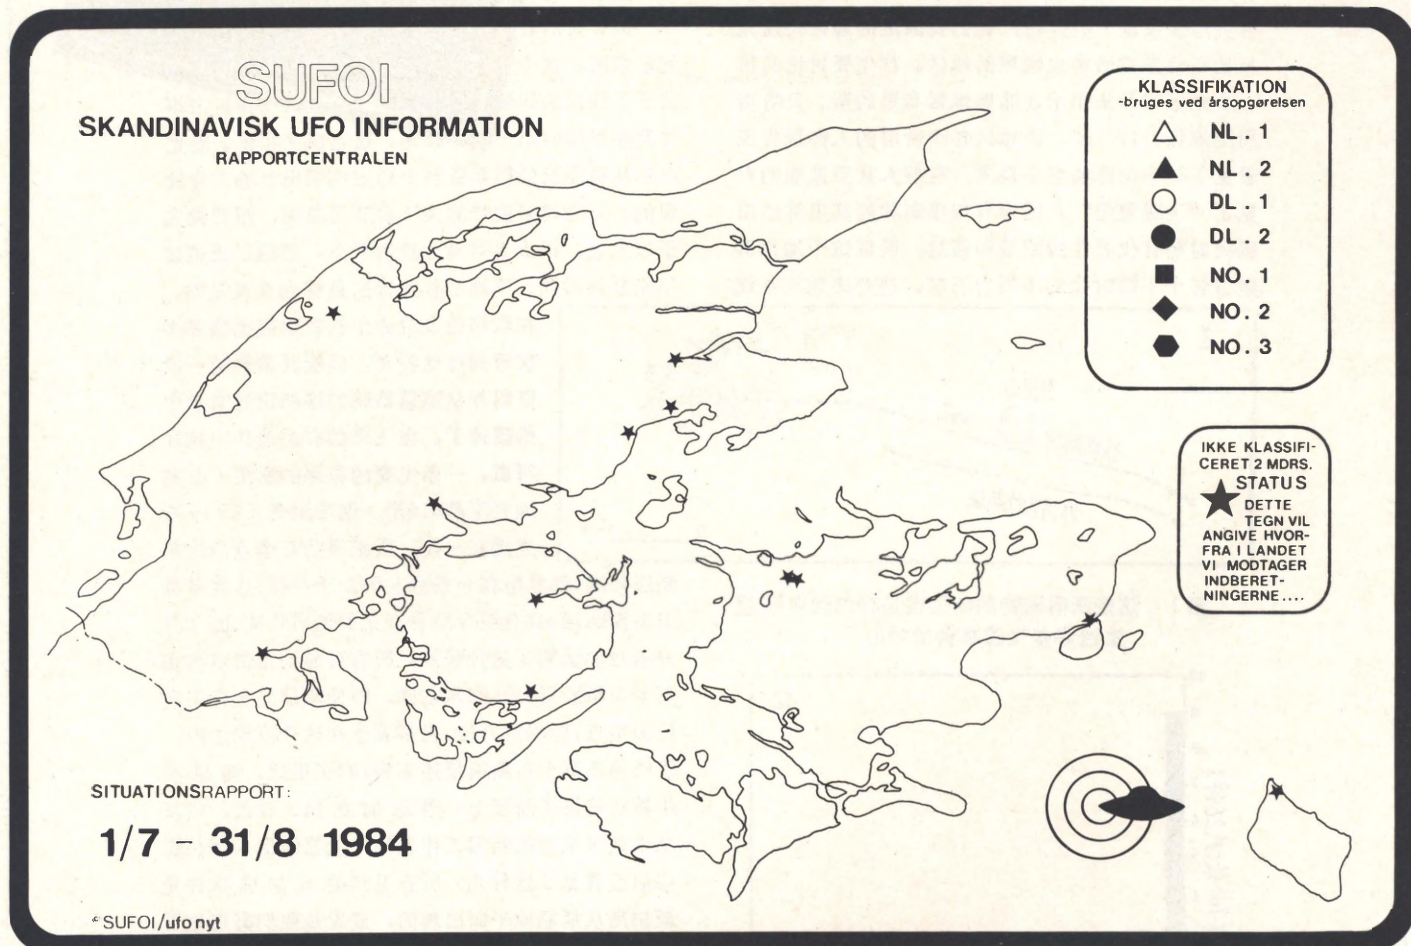 SUFOI
SKANDINAVISK UFO INFORMATION
RAPPORTCENTRALEN
KLASSIFIKATION
-bruges ved årsopgørelsen
NL. 1
NL. 2
DL. 1
DL. 2
NO. 1
NO. 2
NO. 3
IKKE KLASSIFI-
CERET 2 MDRS.
STATUS
DETTE
TEGN VIL
ANGIVE HVOR-
FRA I LANDET
VI MODTAGER
INDBERET-
NINGERNE....
SITUATIONSRAPPORT:
1/7 - 31/8 1984
© SUFOI/ufo nyt